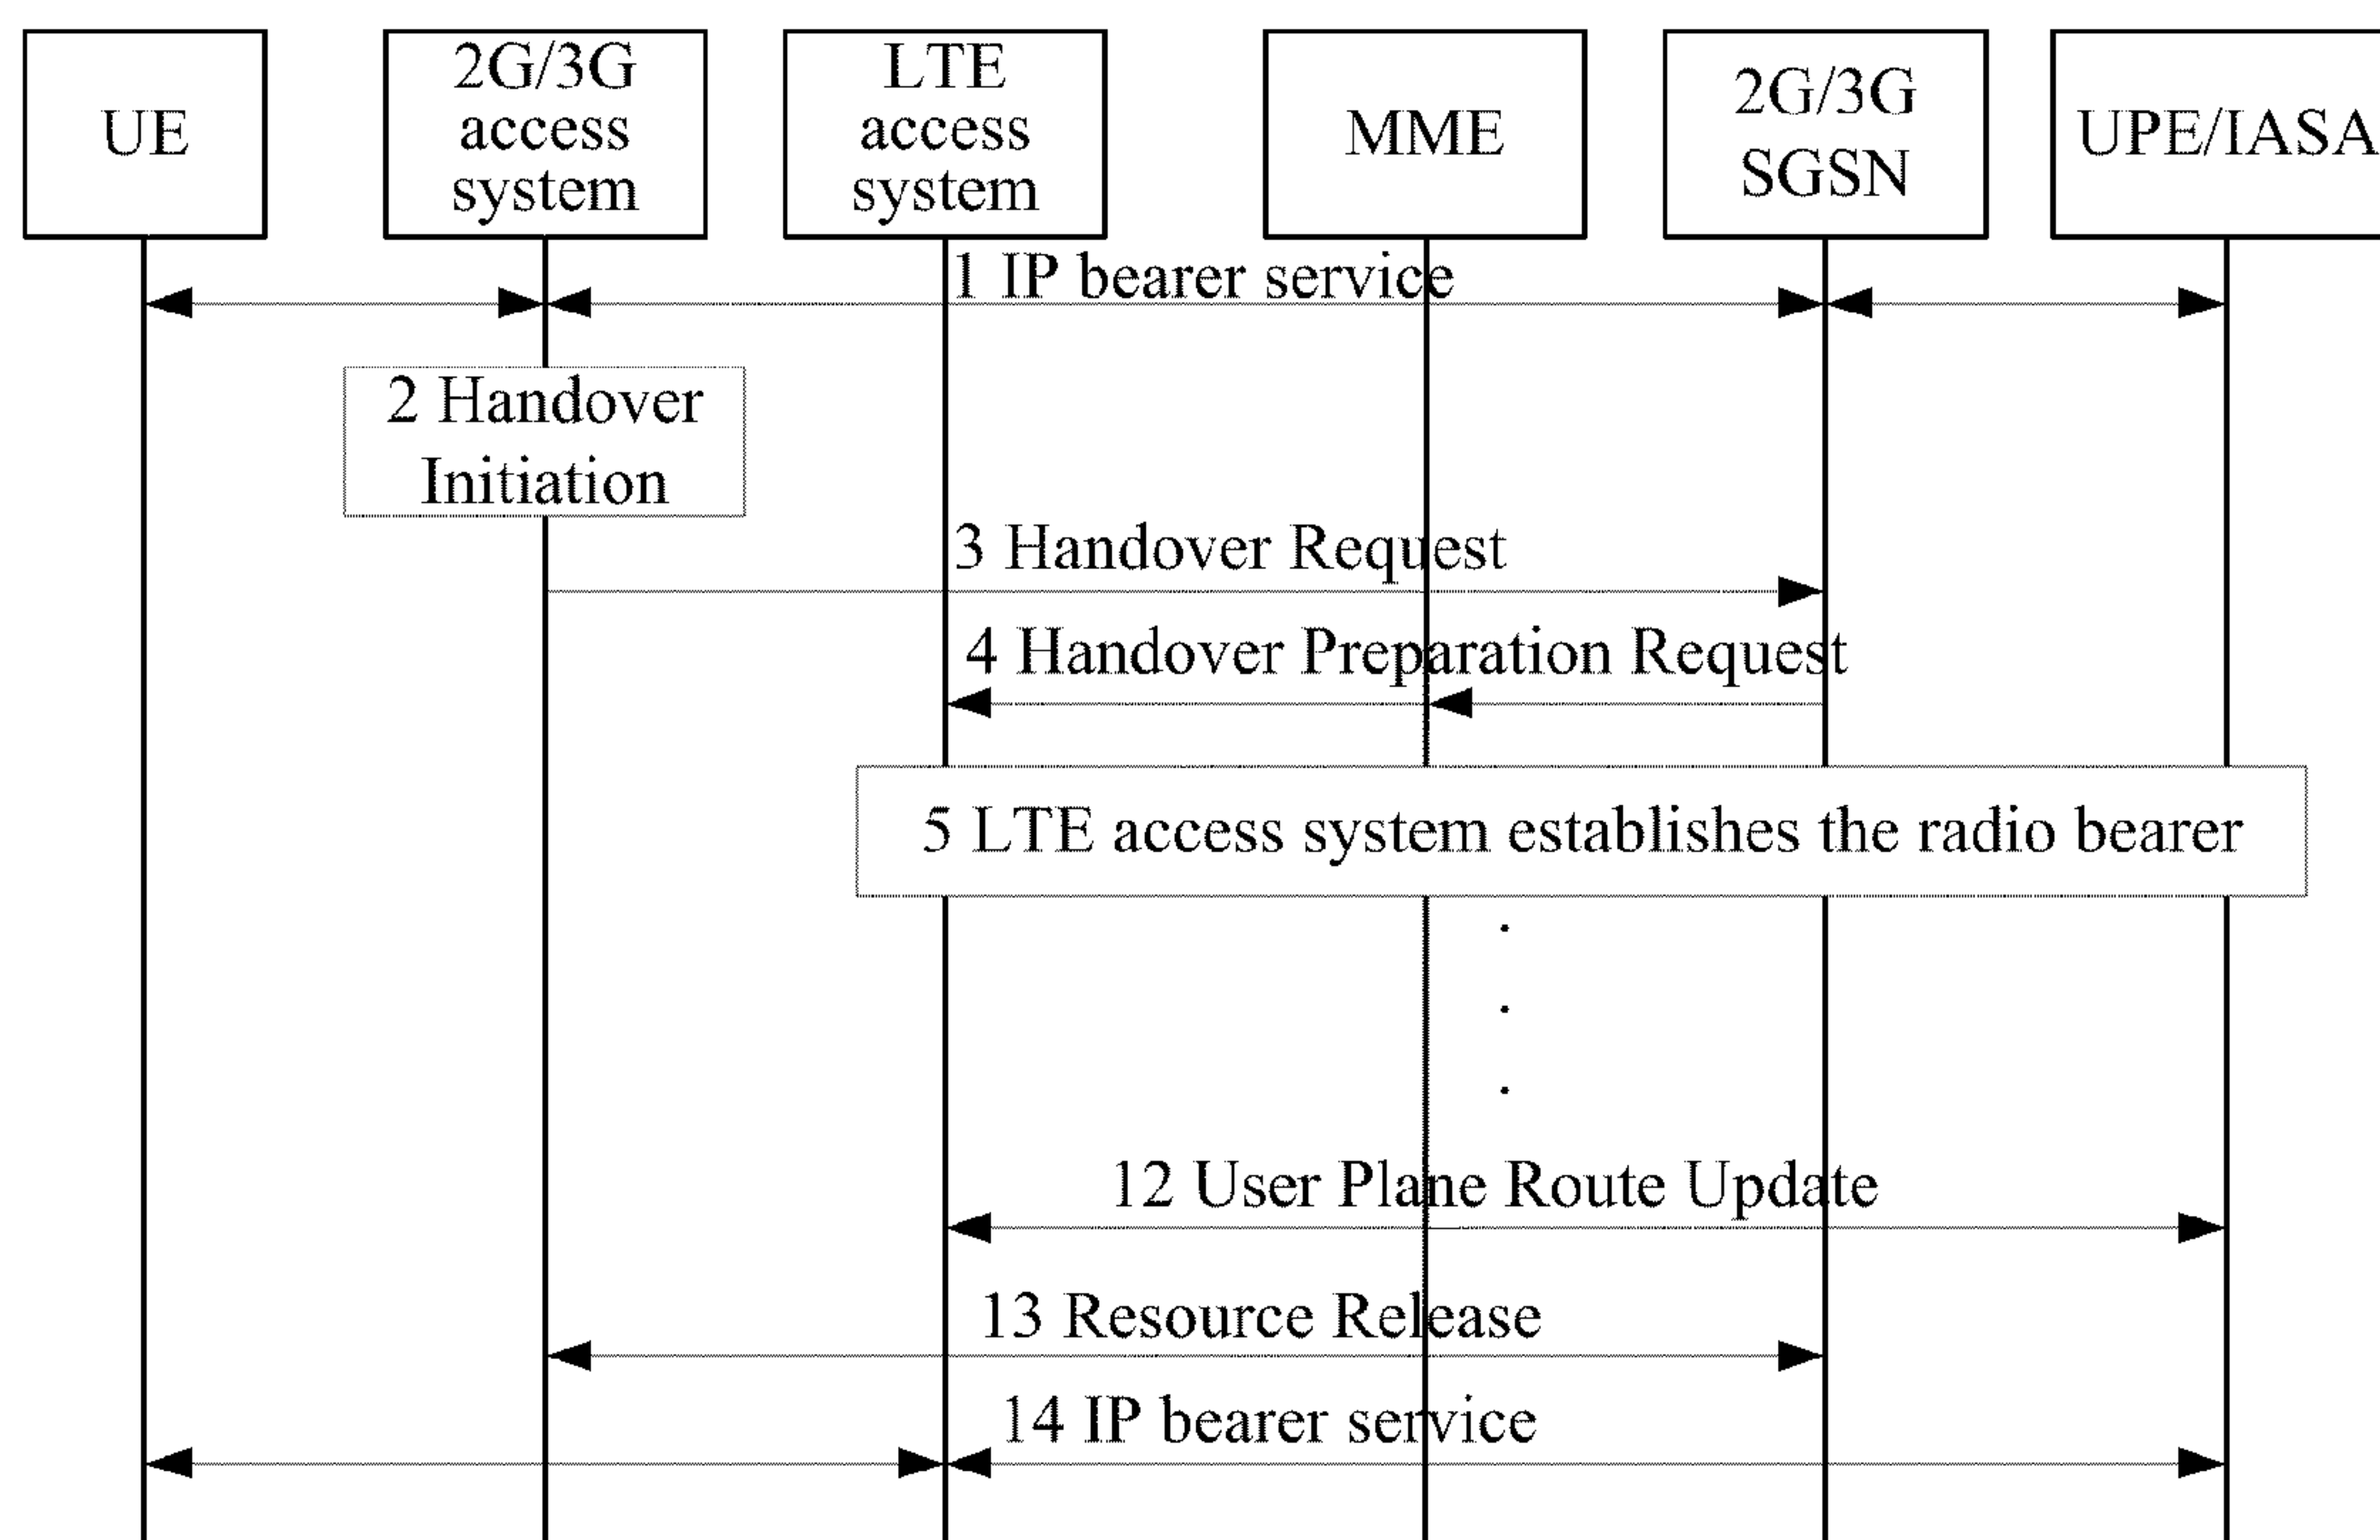 UE
2G/3G
access
system
LTE
access
system
MME
2G/3G
SGSN
UPE/IASA
1 IP bearer service
2 Handover
Initiation
3 Handover Request
4 Handover Preparation Request
5 LTE access system establishes the radio bearer
12 User Plane Route Update
13 Resource Release
14 IP bearer service